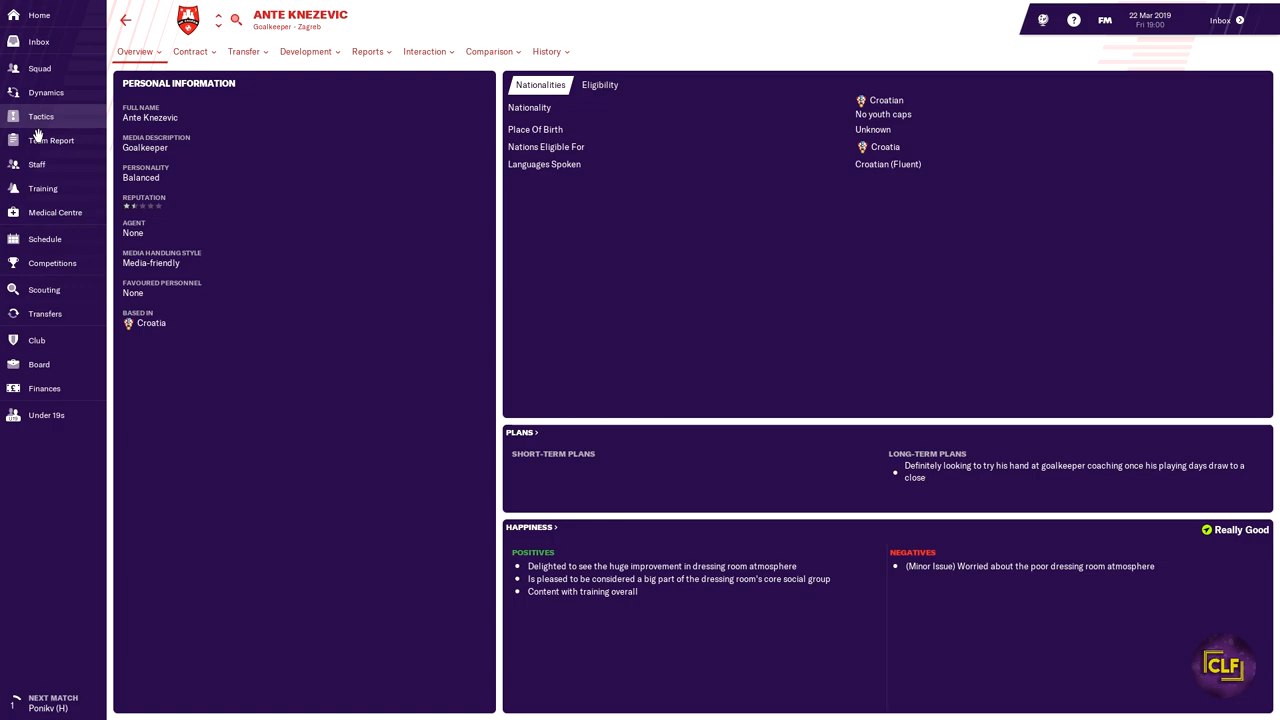 Home
Inbox
Squad
Dynamics
Tactics
Team Report
Staff
Training
Medical Centre
Schedule
Competitions
Scouting
Transfers
Club
Board
Finances
Under 19s
1
NEXT MATCH
Ponikv (H)
ANTE KNEZEVIC
Goalkeeper - Zagreb
?
FM
22 Mar 2019
Fri 19:00
Inbox
Overview
Contract
Transfer
Development
Reports
Interaction
Comparison
History
PERSONAL INFORMATION
FULL NAME
Ante Knezevic
MEDIA DESCRIPTION
Goalkeeper
PERSONALITY
Balanced
REPUTATION
AGENT
None
MEDIA HANDLING STYLE
Media-friendly
FAVOURED PERSONNEL
None
BASED IN
Croatia
Nationalities Eligibility
Nationality Croatian
No youth caps
Place Of Birth Unknown
Nations Eligible For Croatia
Languages Spoken Croatian (Fluent)
PLANS >
SHORT-TERM PLANS
LONG-TERM PLANS
Definitely looking to try his hand at goalkeeper coaching once his playing days draw to a
close
HAPPINESS >
Really Good
POSITIVES
Delighted to see the huge improvement in dressing room atmosphere
Is pleased to be considered a big part of the dressing room's core social group
Content with training overall
NEGATIVES
(Minor Issue) Worried about the poor dressing room atmosphere
CLF